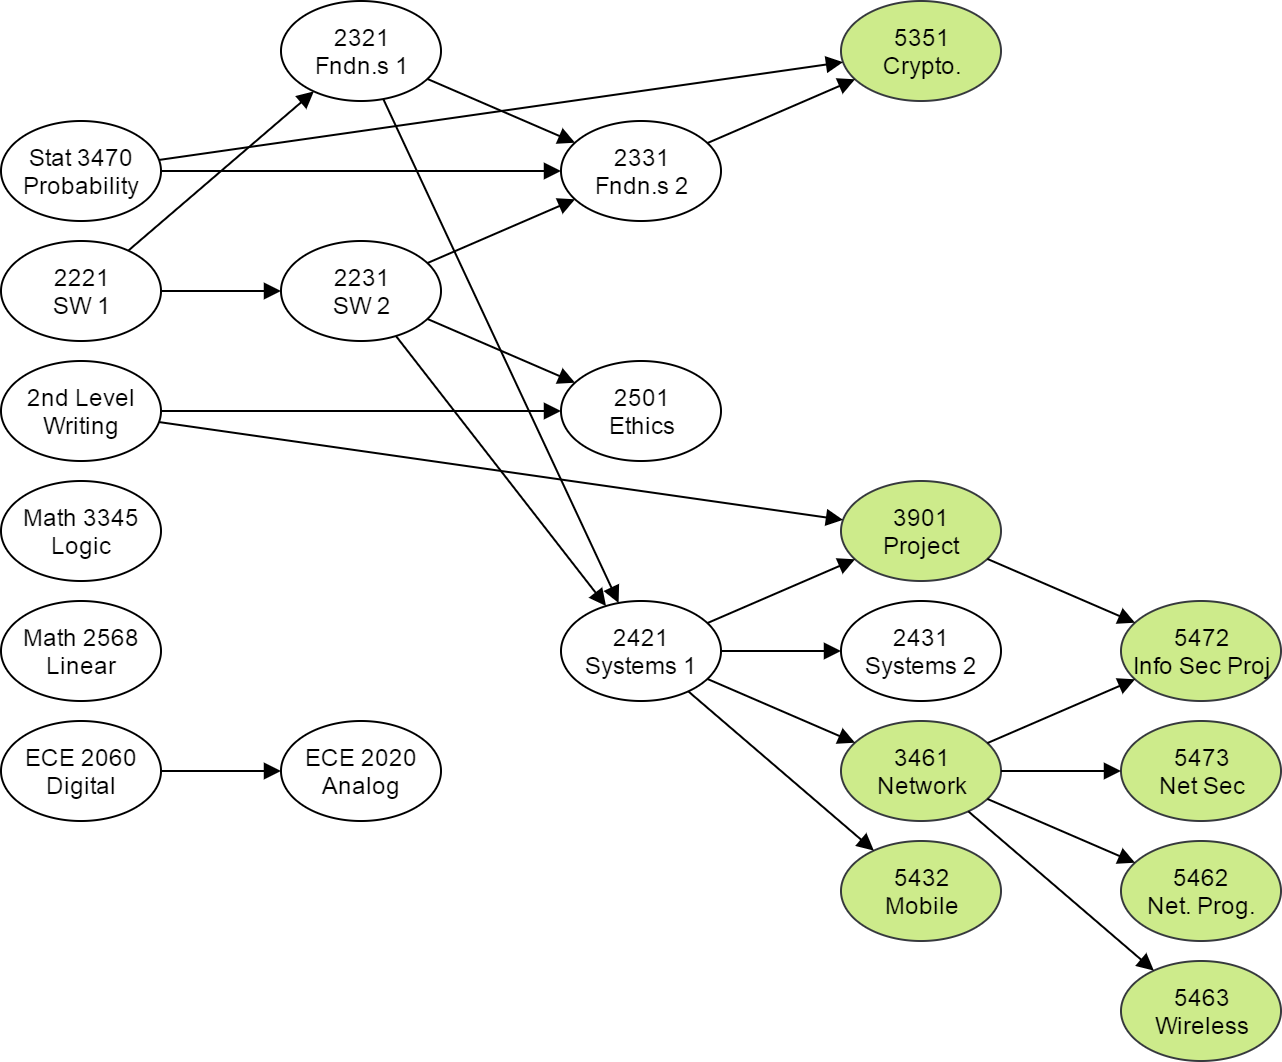 2321
Fndn.s 1
5351
Crypto.
Stat 3470
Probability
2331
Fndn.s 2
2221
SW 1
2231
SW 2
2nd Level
Writing
2501
Ethics
Math 3345
Logic
3901
Project
Math 2568
Linear
2421
Systems 1
2431
Systems 2
5472
Info Sec Proj
ECE 2060
Digital
ECE 2020
Analog
3461
Network
5473
Net Sec
5432
Mobile
5462
Net. Prog.
5463
Wireless